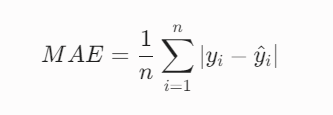 MAE = \frac{1}{n} \sum_{i=1}^{n} |y_i - \hat{y}_i|